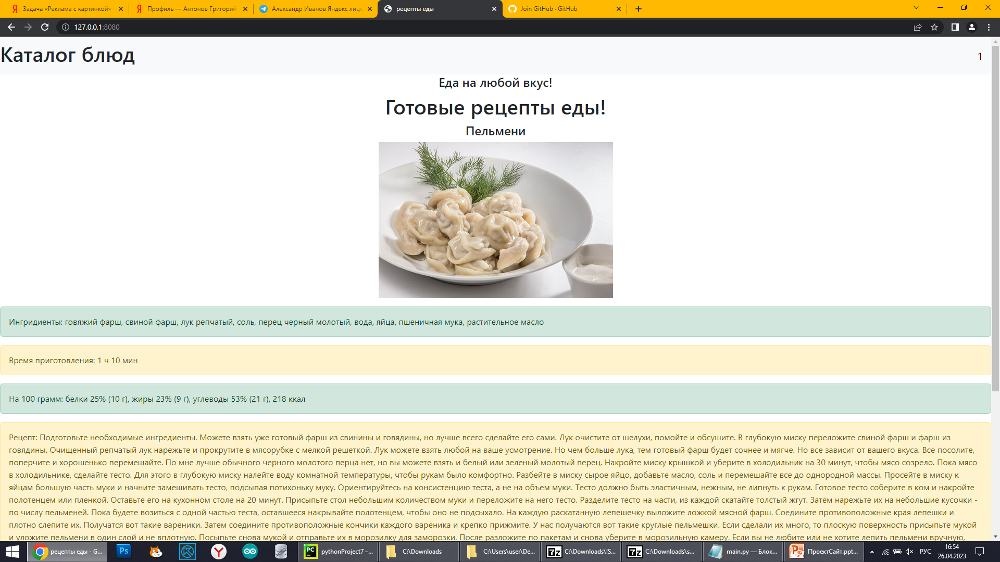 Задача «Реклама с картинкой»
Профиль — Антонов Григорий
Александр Иванов Яндекс лице
рецепты еды
Join GitHub · GitHub
127.0.0.1:8080
Каталог блюд
1
Еда на любой вкус!
Готовые рецепты еды!
Пельмени
Ингридиенты: говяжий фарш, свиной фарш, лук репчатый, соль, перец черный молотый, вода, яйца, пшеничная мука, растительное масло
Время приготовления: 1 ч 10 мин
На 100 грамм: белки 25% (10 г), жиры 23% (9 г), углеводы 53% (21 г), 218 ккал
Рецепт: Подготовьте необходимые ингредиенты. Можете взять уже готовый фарш из свинины и говядины, но лучше всего сделайте его сами. Лук очистите от шелухи, помойте и обсушите. В глубокую миску переложите свиной фарш и фарш из
говядины. Очищенный репчатый лук нарежьте и прокрутите в мясорубке с мелкой решеткой. Лук можете взять любой на ваше усмотрение. Но чем больше лука, тем готовый фарш будет сочнее и мягче. Но все зависит от вашего вкуса. Все посолите,
поперчите и хорошенько перемешайте. По мне лучше обычного черного молотого перца нет, но вы можете взять и белый или зеленый молотый перец. Накройте миску крышкой и уберите в холодильник на 30 минут, чтобы мясо созрело. Пока мясо
в холодильнике, сделайте тесто. Для этого в глубокую миску налейте воду комнатной температуры, чтобы рукам было комфортно. Разбейте в миску сырое яйцо, добавьте масло, соль и перемешайте все до однородной массы. Просейте в миску к
яйцам большую часть муки и начните замешивать тесто, подсыпая потихоньку муку. Ориентируйтесь на консистенцию теста, а не на объем муки. Тесто должно быть эластичным, нежным, не липнуть к рукам. Готовое тесто соберите в ком и накройте
полотенцем или пленкой. Оставьте его на кухонном столе на 20 минут. Присыпьте стол небольшим количеством муки и переложите на него тесто. Разделите тесто на части, из каждой скатайте толстый жгут. Затем нарежьте их на небольшие кусочки -
по числу пельменей. Пока будете возиться с одной частью теста, оставшееся накрывайте полотенцем, чтобы оно не подсыхало. На каждую раскатанную лепешечку выложите ложкой мясной фарш. Соедините противоположные края лепешки и
плотно слепите их. Получатся вот такие вареники. Затем соедините противоположные кончики каждого вареника и крепко прижмите. У нас получаются вот такие круглые пельмешки. Если сделали их много, то плоскую поверхность присыпьте мукой
и уложите пельмени в один слой и не вплотную. Посыпьте снова мукой и отправьте их в морозилку для заморозки. После разложите по пакетам и снова уберите в морозильную камеру. Если вы не любите или не хотите лепить пельмени вручную,
рецепты еды - G...
Ps
PC
pythonProject7 –...
C:\Downloads
C:\Users\user\De...
7z
C:\Downloads\!S...
7z
C:\Downloads\s...
main.py — Блок...
ПроектСайт.ppt...
РУС
16:54
26.04.2023